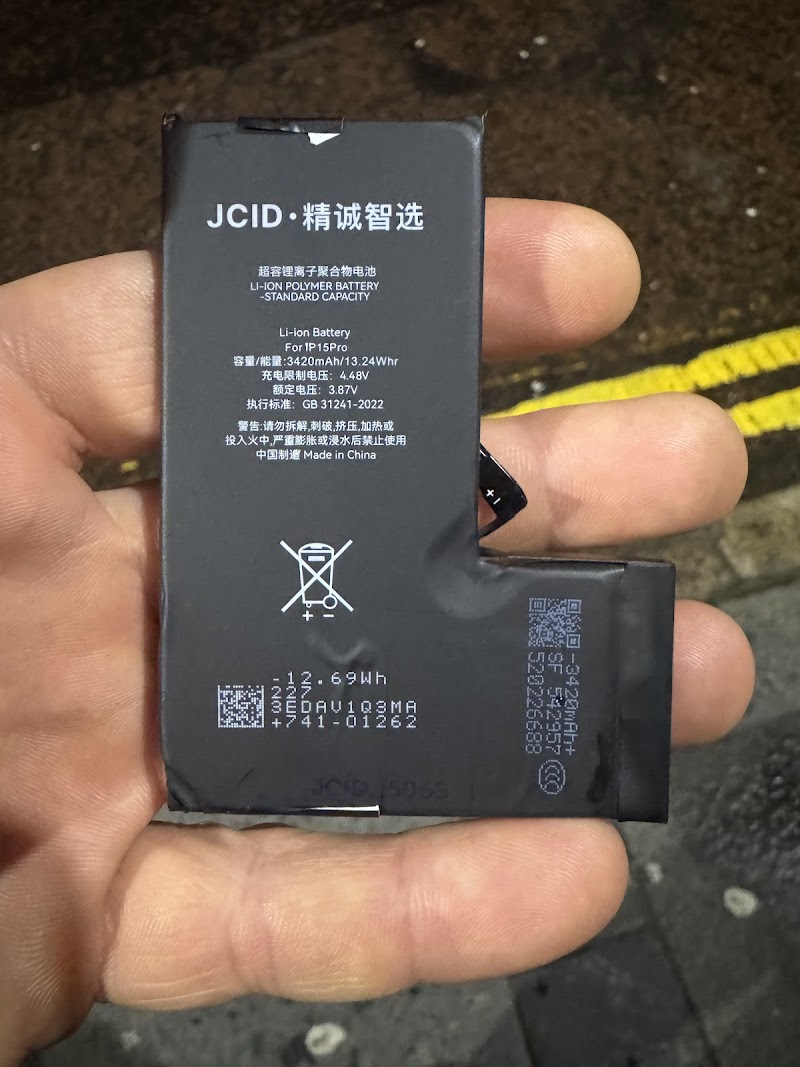 JCID·精诚智选
超容锂离子聚合物电池
LI-ION POLYMER BATTERY
-STANDARD CAPACITY
Li-ion Battery
For IP15Pro
容量/能量:3420mAh/13.24Whr
充电限制电压: 4.48V
额定电压: 3.87V
执行标准: GB 31241-2022
警告:请勿拆解,刺破,挤压,加热或
投入火中,严重膨胀或浸水后禁止使用
中国制造 Made in China
+ -
+ -
-12.69Wh
227
3EDAV1Q3MA
+741-01262
-3420mAh+
SF 542957
520226688
CCC
JCID